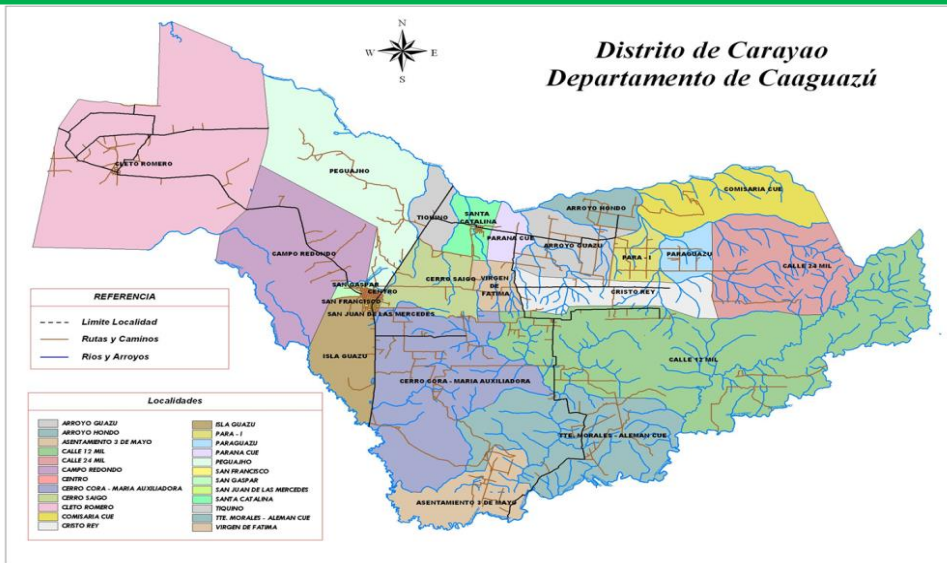 N
W E
S
Distrito de Carayao
Departamento de Caaguazú
CLETO ROMERO
PEGUAJHO
COMISARIA CUE
ARROYO HONDO
TIQUINO
SANTA
CATALINA
PARANA CUE
ARROYO GUAZU
PARA - I
PARAGUAZU
CALLE 24 MIL
CAMPO REDONDO
SAN GASPAR
CENTRO
CERRO SAIGO
VIRGEN
DE
FATIMA
CRISTO REY
SAN FRANCISCO
SAN JUAN DE LAS MERCEDES
ISLA GUAZU
CALLE 12 MIL
CERRO CORA - MARIA AUXILIADORA
TTE. MORALES - ALEMAN CUE
ASENTAMIENTO 3 DE MAYO
REFERENCIA
Limite Localidad
Rutas y Caminos
Rios y Arroyos
Localidades
ARROYO GUAZU
ARROYO HONDO
ASENTAMIENTO 3 DE MAYO
CALLE 12 MIL
CALLE 24 MIL
CAMPO REDONDO
CENTRO
CERRO CORA - MARIA AUXILIADORA
CERRO SAIGO
CLETO ROMERO
COMISARIA CUE
CRISTO REY
ISLA GUAZU
PARA - I
PARAGUAZU
PARANA CUE
PEGUAJHO
SAN FRANCISCO
SAN GASPAR
SAN JUAN DE LAS MERCEDES
SANTA CATALINA
TIQUINO
TTE. MORALES - ALEMAN CUE
VIRGEN DE FATIMA